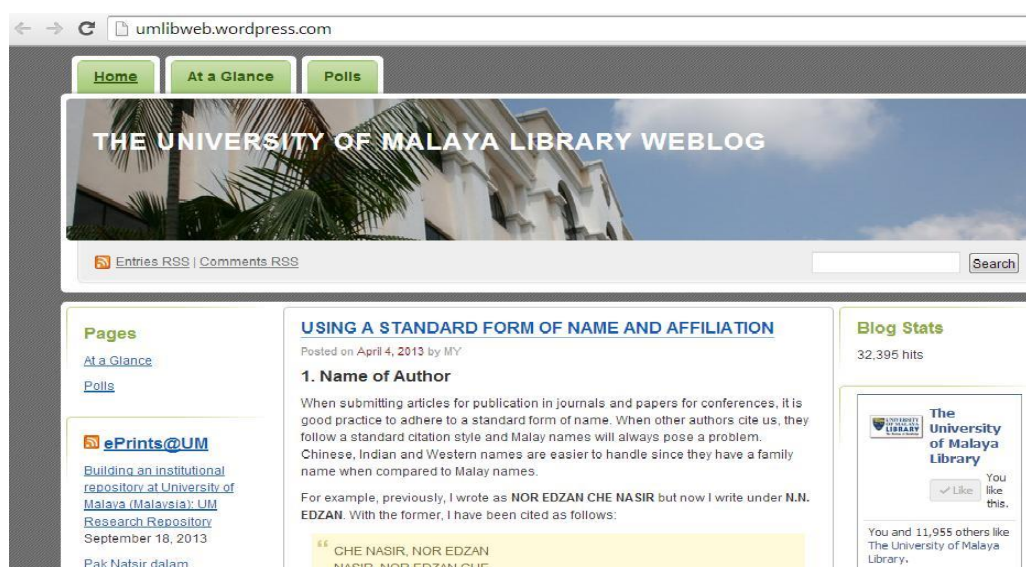 umlibweb.wordpress.com
Home
At a Glance
Polls
THE UNIVERSITY OF MALAYA LIBRARY WEBLOG
Entries RSS | Comments RSS
Search
Pages
At a Glance
Polls
ePrints@UM
Building an institutional
repository at University of
Malaya (Malaysia): UM
Research Repository
September 18, 2013
Pak Natsir dalam
USING A STANDARD FORM OF NAME AND AFFILIATION
Posted on April 4, 2013 by MY
1. Name of Author
When submitting articles for publication in journals and papers for conferences, it is
good practice to adhere to a standard form of name. When other authors cite us, they
follow a standard citation style and Malay names will always pose a problem.
Chinese, Indian and Western names are easier to handle since they have a family
name when compared to Malay names.
For example, previously, I wrote as NOR EDZAN CHE NASIR but now I write under N.N.
EDZAN. With the former, I have been cited as follows:
“ CHE NASIR, NOR EDZAN
NASIR, NOR EDZAN CHE
Blog Stats
32,395 hits
UNIVERSITY
OF MALAYA
LIBRARY
The
University
of Malaya
Library
Like
You
like
this.
You and 11,955 others like
The University of Malaya
Library.